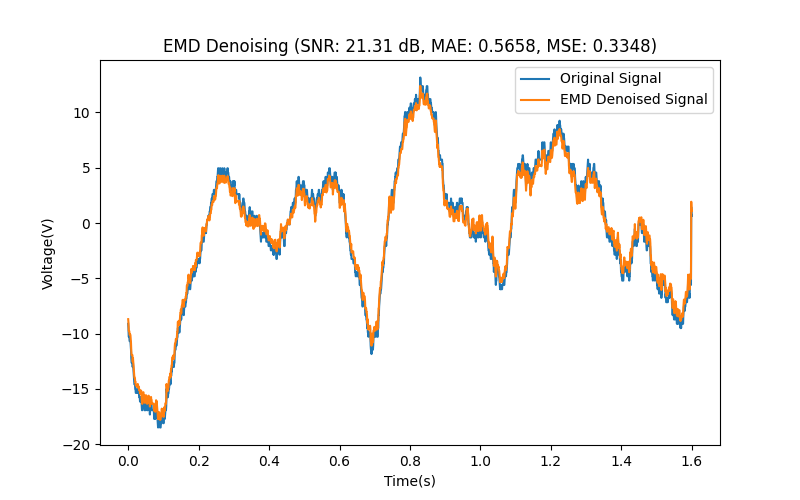 EMD Denoising (SNR: 21.31 dB, MAE: 0.5658, MSE: 0.3348)
Original Signal
EMD Denoised Signal
Voltage(V)
10
5
0
−5
−10
−15
−20
0.0 0.2 0.4 0.6 0.8 1.0 1.2 1.4 1.6
Time(s)